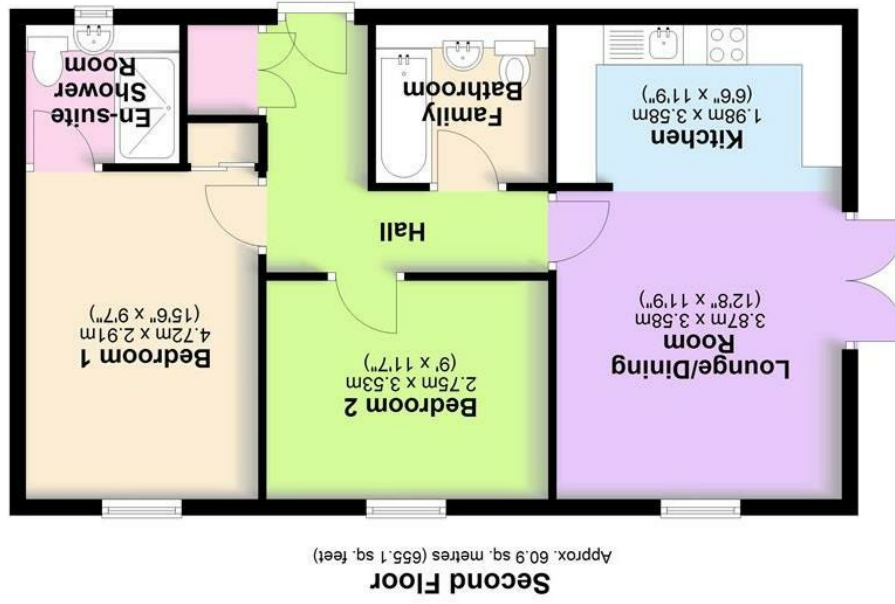 Second Floor
Approx. 60.9 sq. metres (655.1 sq. feet)
Lounge/Dining
Room
3.87m x 3.58m
(12'8" x 11'9")
Bedroom 2
2.75m x 3.53m
(9' x 11'7")
Bedroom 1
4.72m x 2.91m
(15'6" x 9'7")
Hall
Kitchen
1.98m x 3.58m
(6'6" x 11'9")
Family
Bathroom
En-suite
Shower
Room